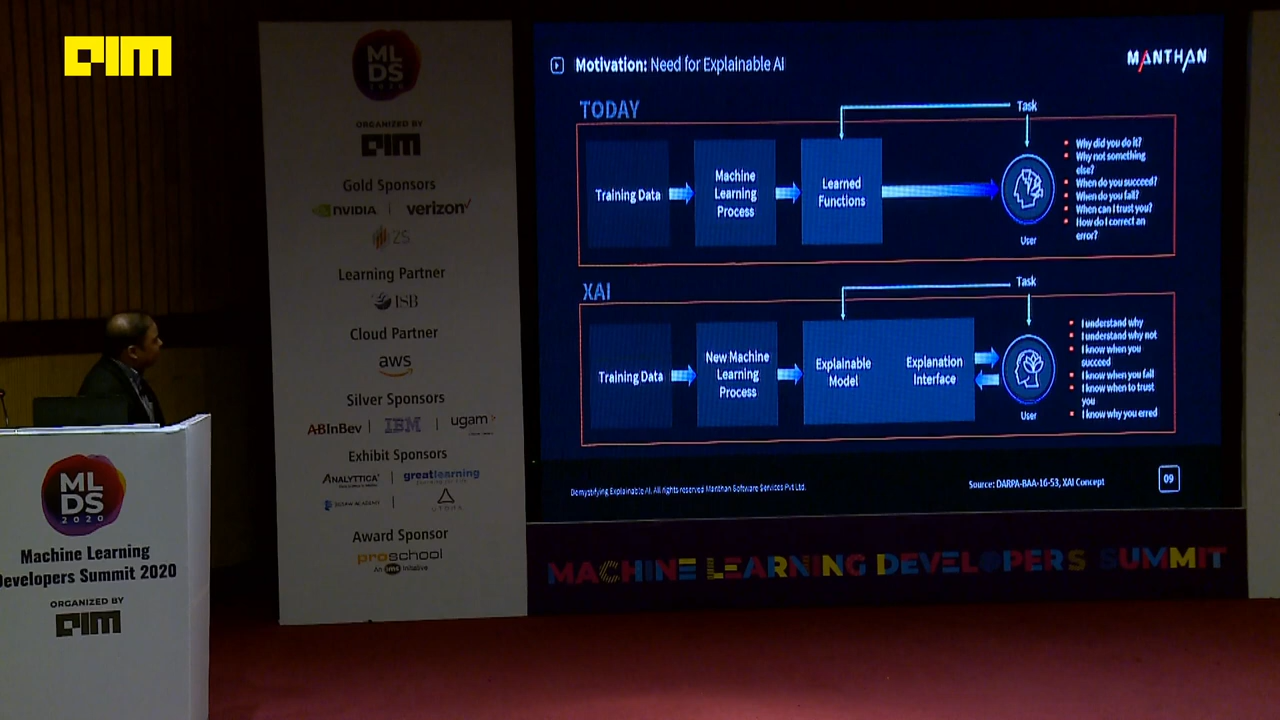 AIM
MLDS
2020
ORGANIZED BY
AIM
Gold Sponsors
NVIDIA | verizon
ZS
Learning Partner
ISB
Cloud Partner
aws
Silver Sponsors
ABInBev | IBM | ugam
Exhibit Sponsors
ANALYTTICA | greatlearning
UTOPA
Award Sponsor
proschool
An ims Initiative
ML
DS
2020
Machine Learning
Developers Summit 2020
ORGANIZED BY
AIM
Motivation: Need for Explainable AI
MANTHAN
TODAY
Task
Training Data
Machine
Learning
Process
Learned
Functions
User
Why did you do it?
Why not something
else?
When do you succeed?
When do you fail?
When can I trust you?
How do I correct an
error?
XAI
Task
Training Data
New Machine
Learning
Process
Explainable
Model
Explanation
Interface
User
I understand why
I understand why not
I know when you
succeed
I know when you fail
I know when to trust
you
I know why you erred
Demystifying Explainable AI. All rights reserved Manthan Software Services Pvt Ltd.
Source: DARPA-BAA-16-53, XAI Concept
09
MACHINE LEARNING DEVELOPERS SUMMIT